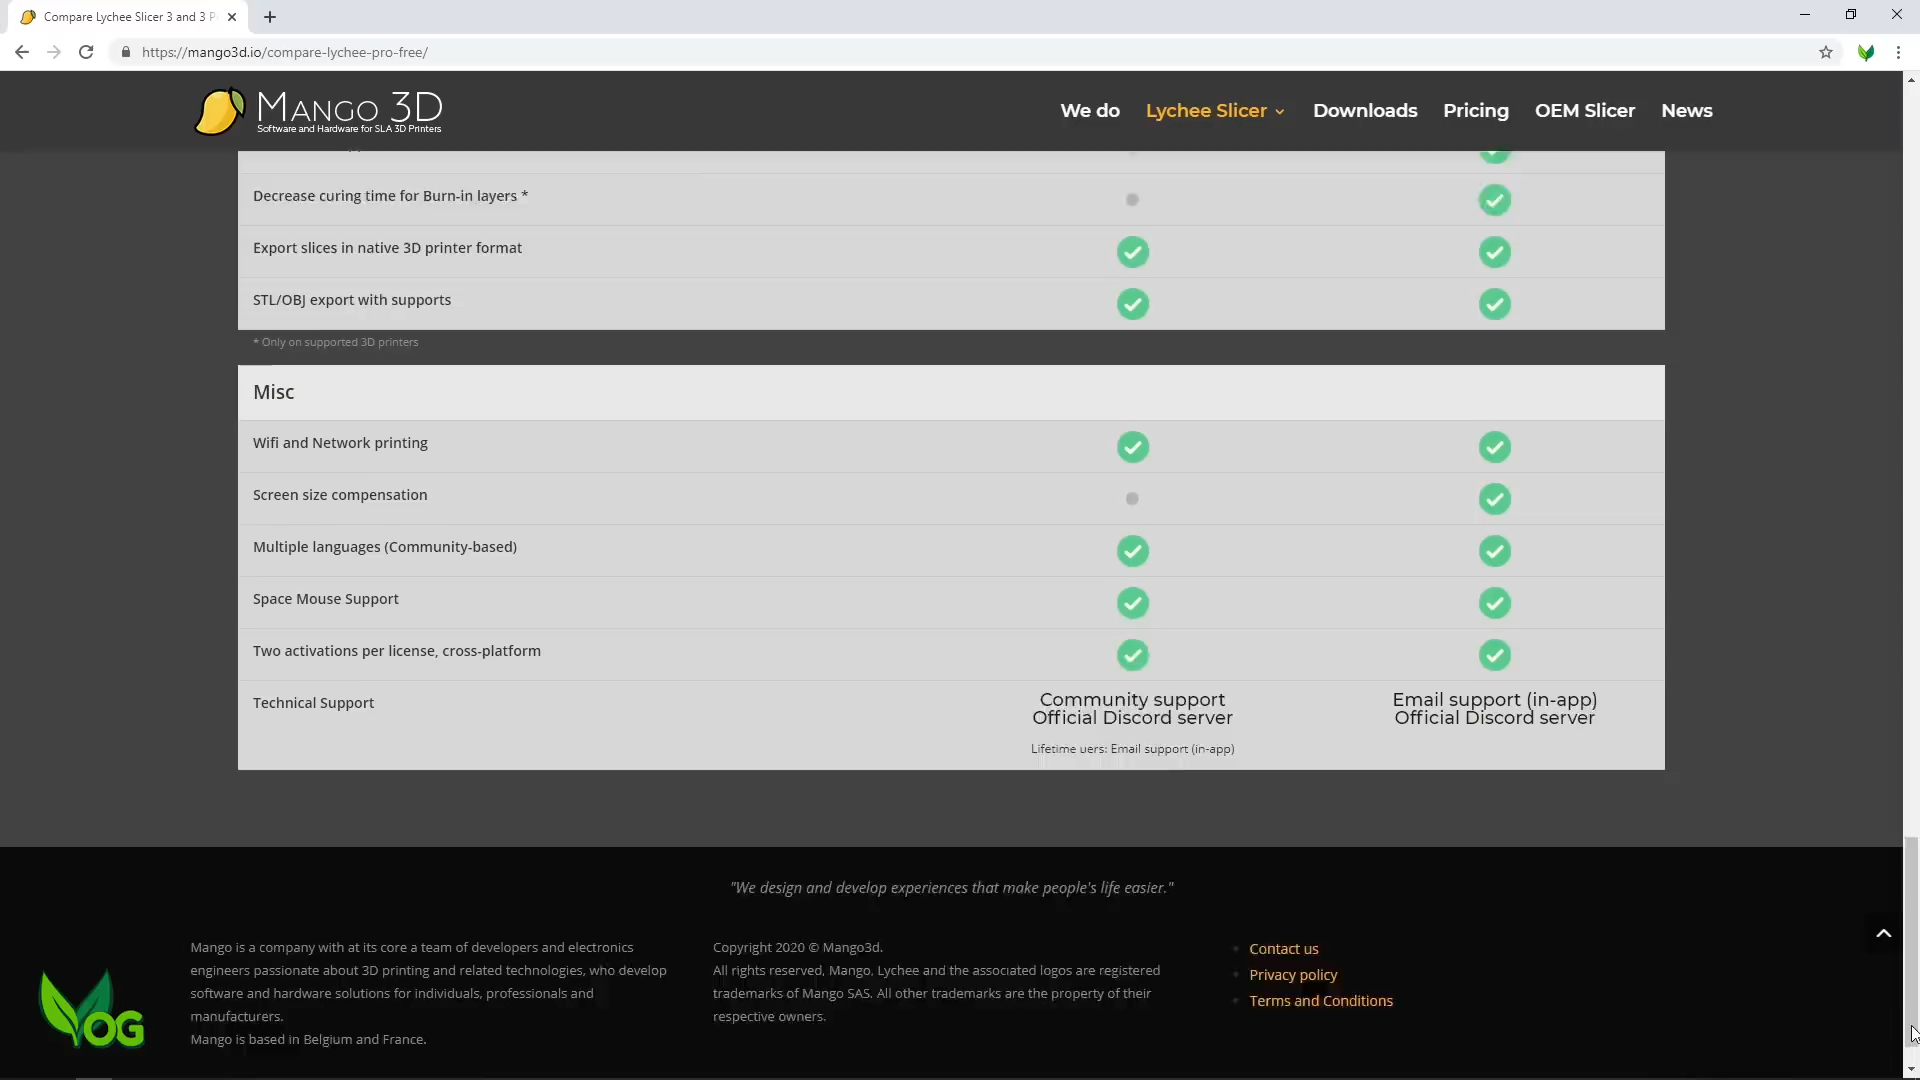 Compare Lychee Slicer 3 and 3 P
https://mango3d.io/compare-lychee-pro-free/
MANGO 3D
Software and Hardware for SLA 3D Printers
We do
Lychee Slicer
Downloads
Pricing
OEM Slicer
News
Decrease curing time for Burn-in layers *
Export slices in native 3D printer format
STL/OBJ export with supports
* Only on supported 3D printers
Misc
Wifi and Network printing
Screen size compensation
Multiple languages (Community-based)
Space Mouse Support
Two activations per license, cross-platform
Technical Support
Community support
Official Discord server
Lifetime uers: Email support (in-app)
Email support (in-app)
Official Discord server
"We design and develop experiences that make people's life easier."
Mango is a company with at its core a team of developers and electronics
engineers passionate about 3D printing and related technologies, who develop
software and hardware solutions for individuals, professionals and
manufacturers.
Mango is based in Belgium and France.
Copyright 2020 © Mango3d.
All rights reserved, Mango, Lychee and the associated logos are registered
trademarks of Mango SAS. All other trademarks are the property of their
respective owners.
Contact us
Privacy policy
Terms and Conditions
VOG